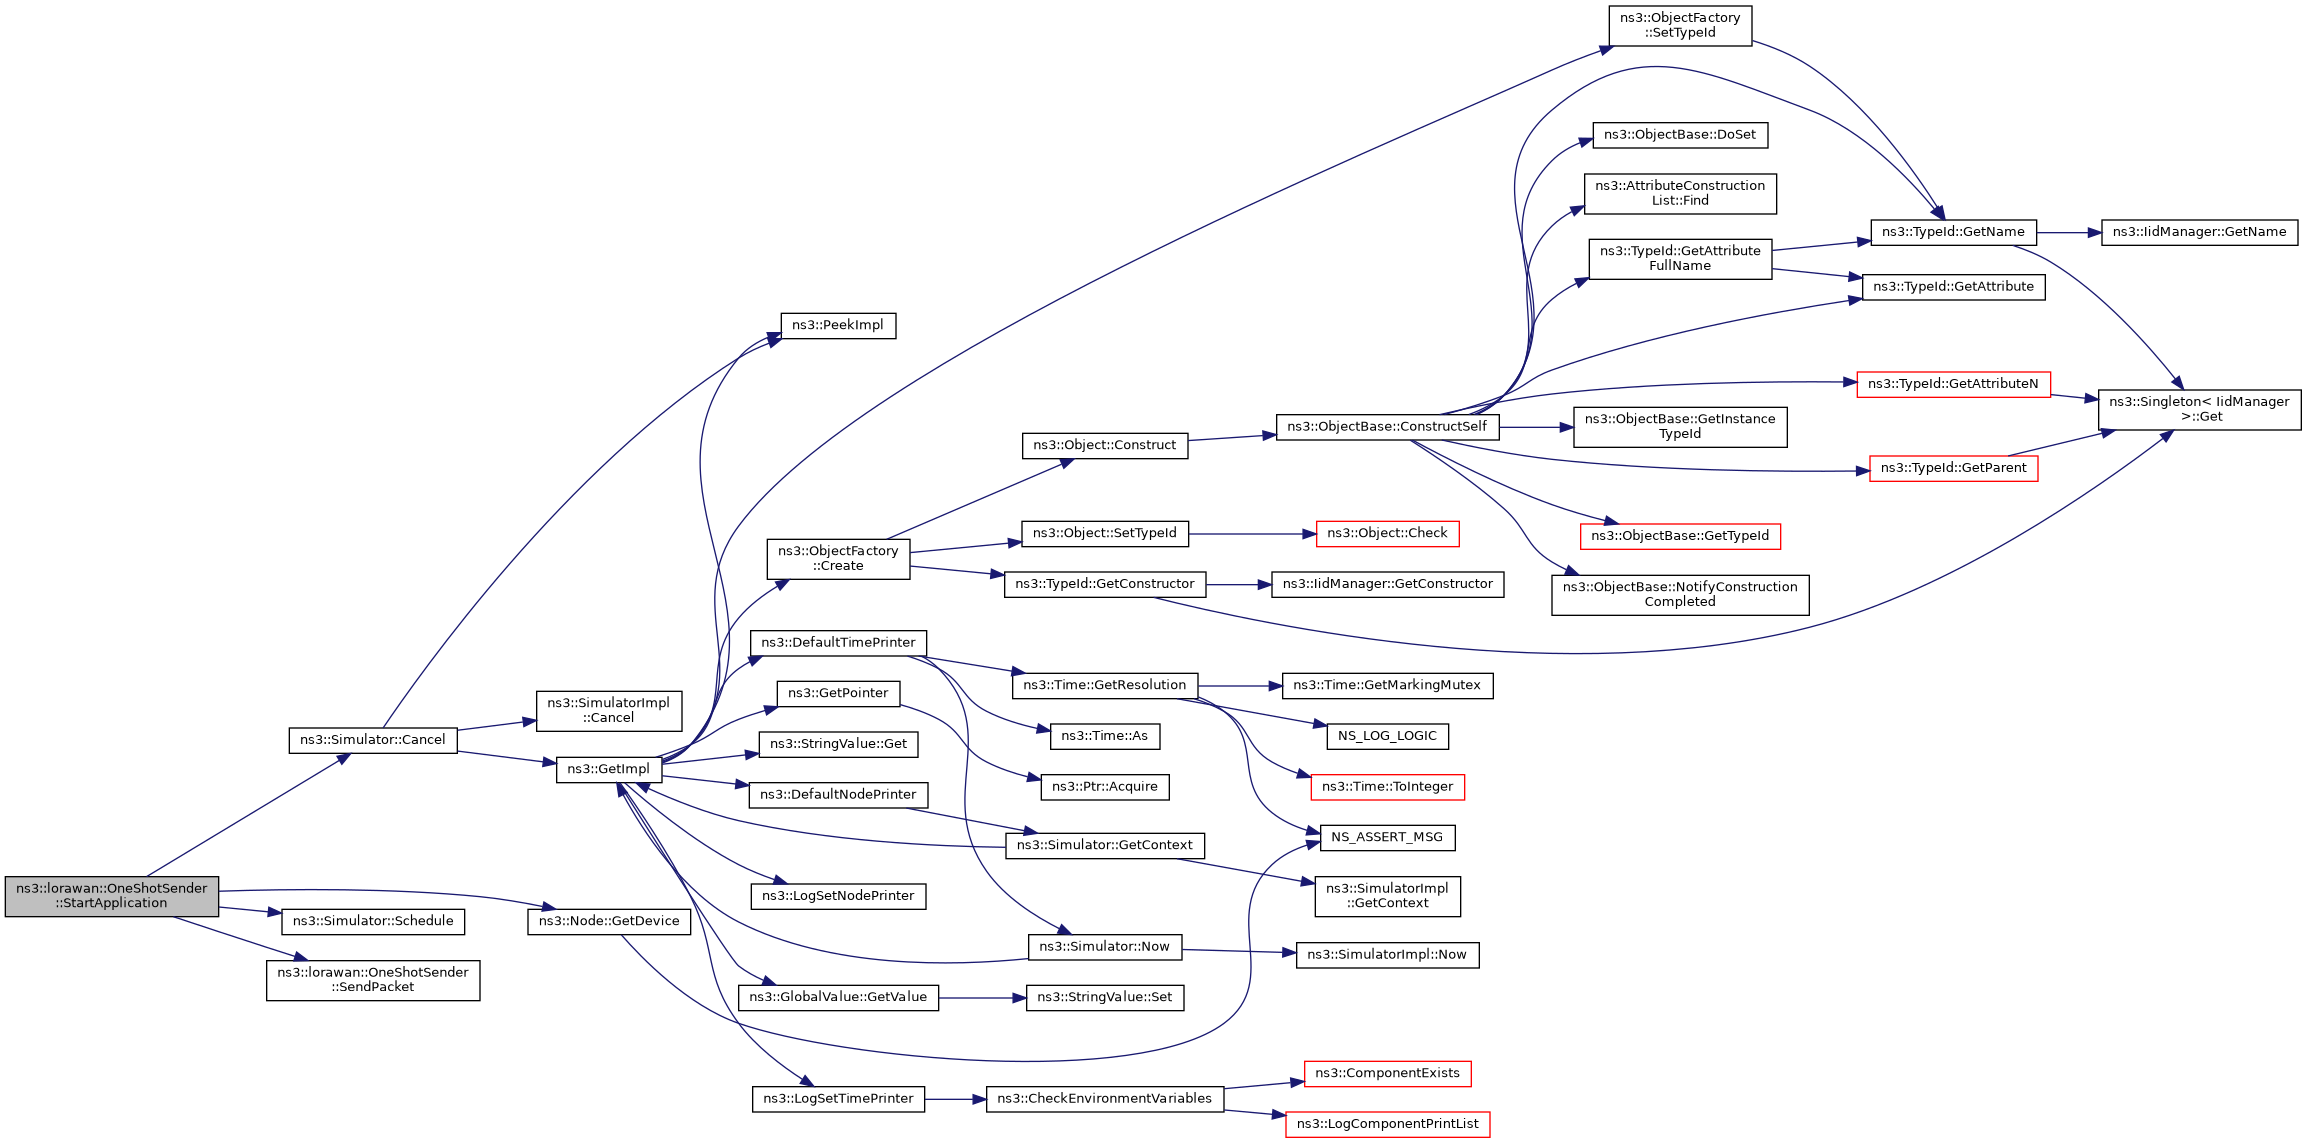 ns3::ObjectFactory
::SetTypeId
ns3::ObjectBase::DoSet
ns3::AttributeConstruction
List::Find
ns3::TypeId::GetName
ns3::IidManager::GetName
ns3::TypeId::GetAttribute
FullName
ns3::TypeId::GetAttribute
ns3::PeekImpl
ns3::TypeId::GetAttributeN
ns3::Singleton< IidManager
>::Get
ns3::ObjectBase::GetInstance
TypeId
ns3::ObjectBase::ConstructSelf
ns3::Object::Construct
ns3::TypeId::GetParent
ns3::ObjectBase::GetTypeId
ns3::Object::SetTypeId
ns3::Object::Check
ns3::ObjectFactory
::Create
ns3::TypeId::GetConstructor
ns3::IidManager::GetConstructor
ns3::ObjectBase::NotifyConstruction
Completed
ns3::DefaultTimePrinter
ns3::Time::GetResolution
ns3::Time::GetMarkingMutex
ns3::GetPointer
ns3::SimulatorImpl
::Cancel
ns3::Simulator::Cancel
ns3::StringValue::Get
ns3::Time::As
NS_LOG_LOGIC
ns3::GetImpl
ns3::DefaultNodePrinter
ns3::Ptr::Acquire
ns3::Time::ToInteger
NS_ASSERT_MSG
ns3::Simulator::GetContext
ns3::SimulatorImpl
::GetContext
ns3::lorawan::OneShotSender
::StartApplication
ns3::LogSetNodePrinter
ns3::Simulator::Schedule
ns3::Node::GetDevice
ns3::Simulator::Now
ns3::SimulatorImpl::Now
ns3::lorawan::OneShotSender
::SendPacket
ns3::GlobalValue::GetValue
ns3::StringValue::Set
ns3::LogSetTimePrinter
ns3::CheckEnvironmentVariables
ns3::ComponentExists
ns3::LogComponentPrintList